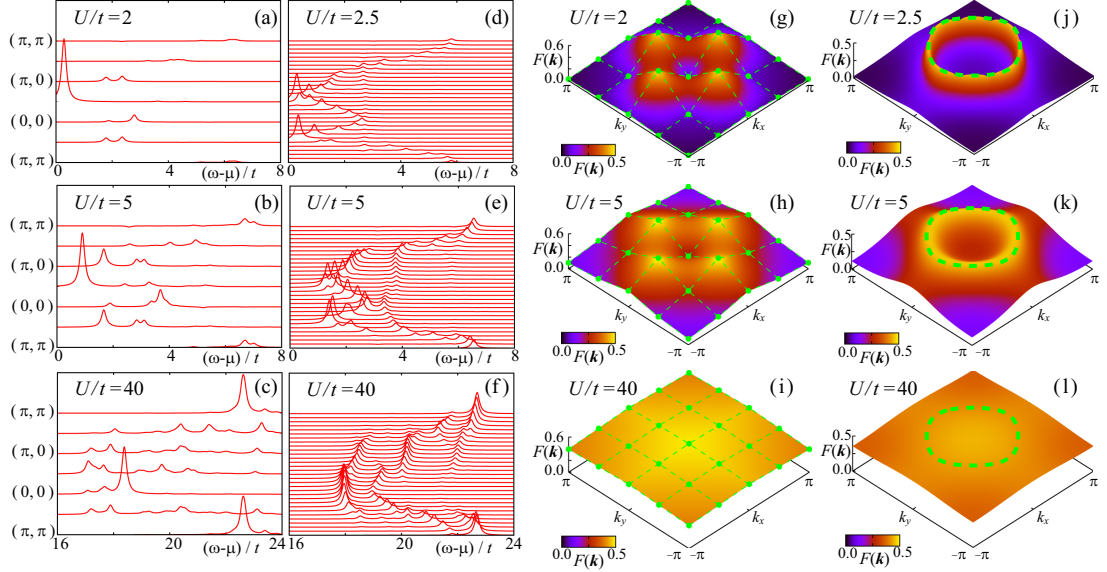 U/t=2 (a)
(π, π)
(π, 0)
(0, 0)
(π, π)
0 4 (ω-μ)/t 8
U/t=2.5 (d)
0 4 (ω-μ)/t 8
U/t=2 (g)
0.6
F(k)
0.0
π
k_y
k_x
π
0.0 0.5
F(k)
−π −π
U/t=2.5 (j)
0.5
F(k)
0.0
π
k_y
k_x
π
0.0 0.5
F(k)
−π −π
U/t=5 (b)
(π, π)
(π, 0)
(0, 0)
(π, π)
0 4 (ω-μ)/t 8
U/t=5 (e)
0 4 (ω-μ)/t 8
U/t=5 (h)
0.6
F(k)
0.0
π
k_y
k_x
π
0.0 0.5
F(k)
−π −π
U/t=5 (k)
0.5
F(k)
0.0
π
k_y
k_x
π
0.0 0.5
F(k)
−π −π
U/t=40 (c)
(π, π)
(π, 0)
(0, 0)
(π, π)
16 20 (ω-μ)/t 24
U/t=40 (f)
16 20 (ω-μ)/t 24
U/t=40 (i)
0.6
F(k)
0.0
π
k_y
k_x
π
0.0 0.5
F(k)
−π −π
U/t=40 (l)
0.5
F(k)
0.0
π
k_y
k_x
π
0.0 0.5
F(k)
−π −π